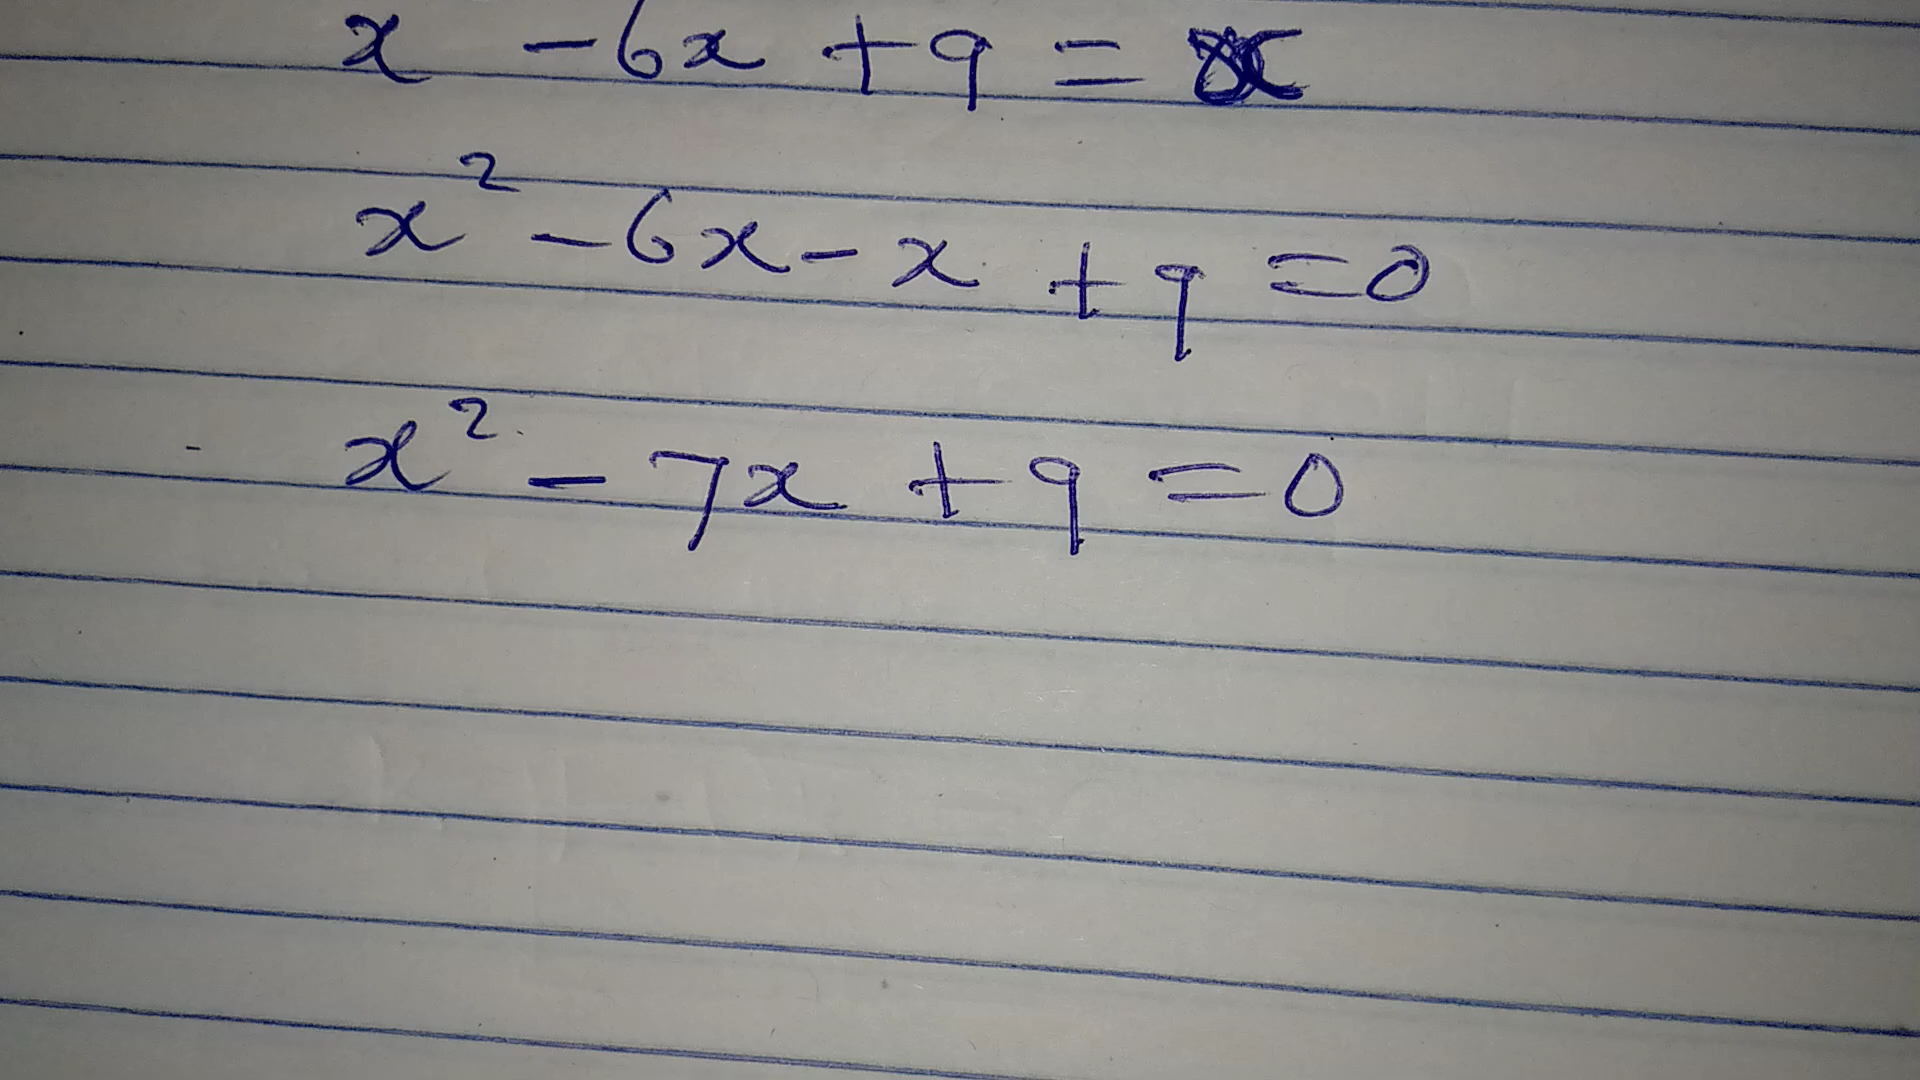 x - 6x + 9 = x
x² - 6x - x + 9 = 0
x² - 7x + 9 = 0